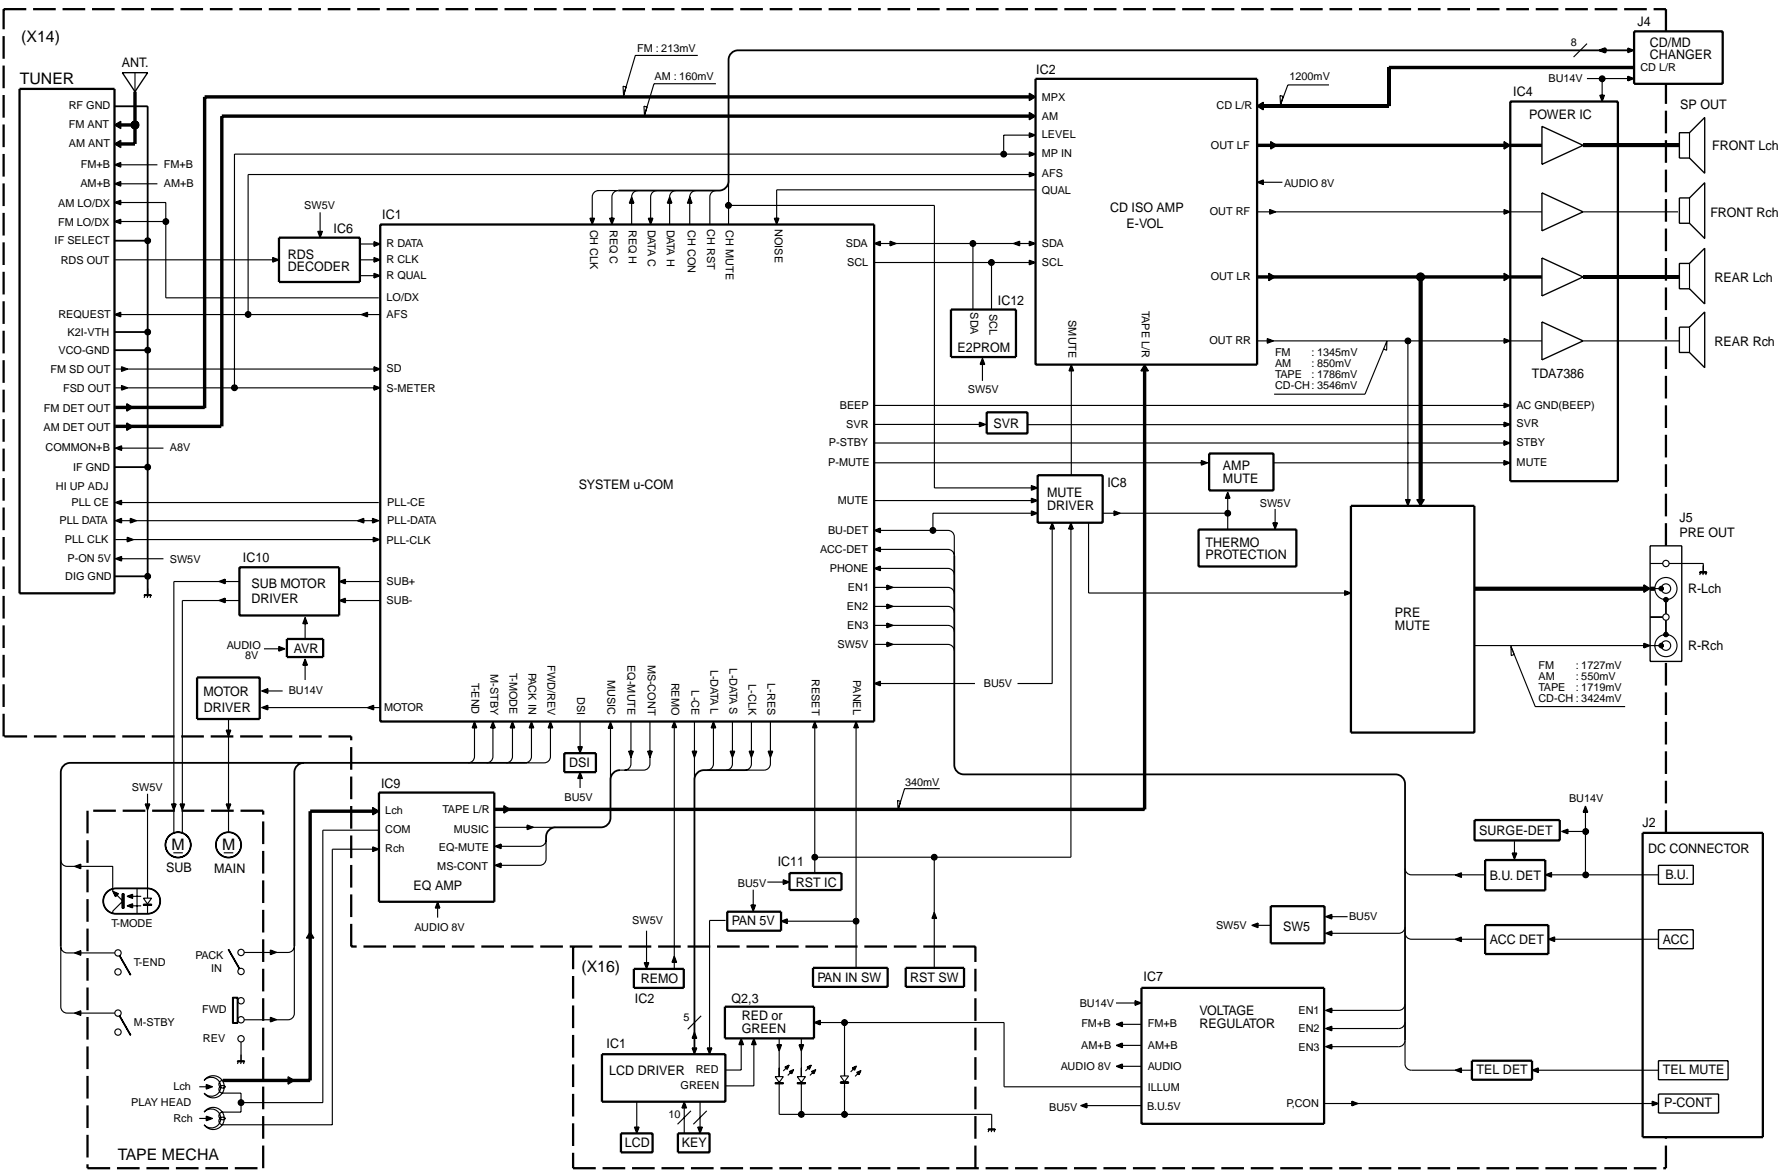 (X14)
TUNER
ANT.
RF GND
FM ANT
AM ANT
FM+B
FM+B
AM+B
AM+B
AM LO/DX
FM LO/DX
IF SELECT
RDS OUT
REQUEST
K2I-VTH
VCO-GND
FM SD OUT
FSD OUT
FM DET OUT
AM DET OUT
COMMON+B
A8V
IF GND
HI UP ADJ
PLL CE
PLL DATA
PLL CLK
P-ON 5V
SW5V
DIG GND
SW5V
IC6
RDS
DECODER
IC1
R DATA
R CLK
R QUAL
LO/DX
AFS
SD
S-METER
PLL-CE
PLL-DATA
PLL-CLK
SUB+
SUB-
MOTOR
SYSTEM u-COM
CH CLK
REQ C
REQ H
DATA C
DATA H
CH CON
CH RST
CH MUTE
NOISE
SDA
SCL
BEEP
SVR
P-STBY
P-MUTE
MUTE
BU-DET
ACC-DET
PHONE
EN1
EN2
EN3
SW5V
T-END
M-STBY
T-MODE
PACK IN
FWD/REV
DSI
MUSIC
EQ-MUTE
MS-CONT
REMO
L-CE
L-DATA L
L-DATA S
L-CLK
L-RES
RESET
PANEL
FM : 213mV
AM : 160mV
IC2
MPX
AM
LEVEL
MP IN
AFS
QUAL
SDA
SCL
SMUTE
TAPE L/R
CD ISO AMP
E-VOL
CD L/R
OUT LF
OUT RF
OUT LR
OUT RR
1200mV
AUDIO 8V
IC12
SDA
SCL
E2PROM
SW5V
8
J4
CD/MD
CHANGER
CD L/R
BU14V
IC4
POWER IC
TDA7386
AC GND(BEEP)
SVR
STBY
MUTE
SP OUT
FRONT Lch
FRONT Rch
REAR Lch
REAR Rch
FM : 1345mV
AM : 850mV
TAPE : 1786mV
CD-CH : 3546mV
SVR
AMP
MUTE
IC8
MUTE
DRIVER
SW5V
THERMO
PROTECTION
PRE
MUTE
J5
PRE OUT
R-Lch
R-Rch
FM : 1727mV
AM : 550mV
TAPE : 1719mV
CD-CH : 3424mV
BU5V
IC10
SUB MOTOR
DRIVER
AUDIO
8V
AVR
BU14V
MOTOR
DRIVER
DSI
BU5V
SW5V
M
SUB
M
MAIN
T-MODE
T-END
PACK
IN
M-STBY
FWD
REV
Lch
PLAY HEAD
Rch
TAPE MECHA
IC9
Lch
COM
Rch
TAPE L/R
MUSIC
EQ-MUTE
MS-CONT
EQ AMP
AUDIO 8V
340mV
IC11
RST IC
BU5V
PAN 5V
SW5V
(X16)
REMO
IC2
PAN IN SW
RST SW
5
Q2,3
RED or
GREEN
IC1
LCD DRIVER
RED
GREEN
10
LCD
KEY
IC7
VOLTAGE
REGULATOR
BU14V
FM+B
FM+B
AM+B
AM+B
AUDIO 8V
AUDIO
ILLUM
BU5V
B.U.5V
EN1
EN2
EN3
P,CON
SW5V
SW5
BU5V
BU14V
SURGE-DET
B.U. DET
ACC DET
TEL DET
J2
DC CONNECTOR
B.U.
ACC
TEL MUTE
P-CONT